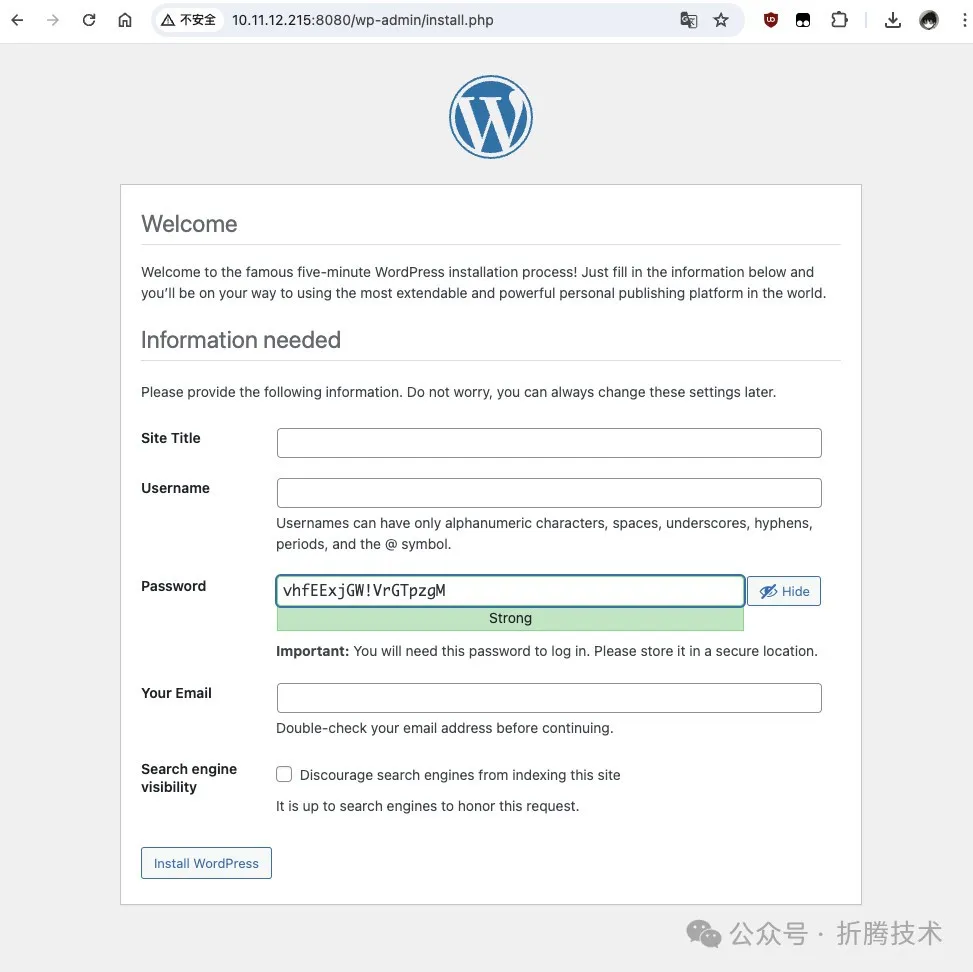 不安全 10.11.12.215:8080/wp-admin/install.php
Welcome
Welcome to the famous five-minute WordPress installation process! Just fill in the information below and
you’ll be on your way to using the most extendable and powerful personal publishing platform in the world.
Information needed
Please provide the following information. Do not worry, you can always change these settings later.
Site Title
Username
Usernames can have only alphanumeric characters, spaces, underscores, hyphens,
periods, and the @ symbol.
Password vhfEExjGW!VrGTpzgM Hide
Strong
Important: You will need this password to log in. Please store it in a secure location.
Your Email
Double-check your email address before continuing.
Search engine
visibility
Discourage search engines from indexing this site
It is up to search engines to honor this request.
Install WordPress
公众号 · 折腾技术